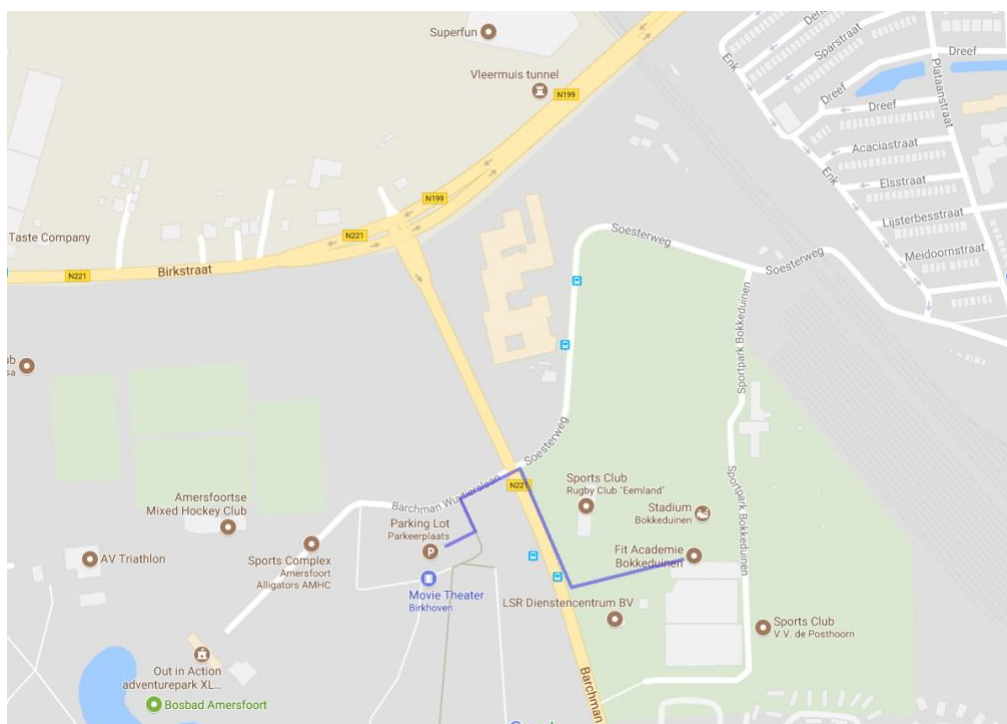 Superfun
Vleermuis tunnel
N199
Enk
Sparstraat
Dreef
Dreef
Plataanstraat
Dreef
Acaciastraat
Enk
Elsstraat
Lijsterbesstraat
Meidoornstraat
N199
N221
Taste Company
N221
Birkstraat
Soesterweg
Soesterweg
Sportpark Bokkeduinen
Soesterweg
N221
Barchman Wuytierslaan
Amersfoortse
Mixed Hockey Club
Parking Lot
Parkeerplaats
P
Sports Club
Rugby Club "Eemland"
Stadium
Bokkeduinen
Sportpark Bokkeduinen
AV Triathlon
Sports Complex
Amersfoort
Alligators AMHC
Fit Academie
Bokkeduinen
Movie Theater
Birkhoven
LSR Dienstencentrum BV
Sports Club
V.V. de Posthoorn
Out in Action
adventurepark XL...
Bosbad Amersfoort
Barchman